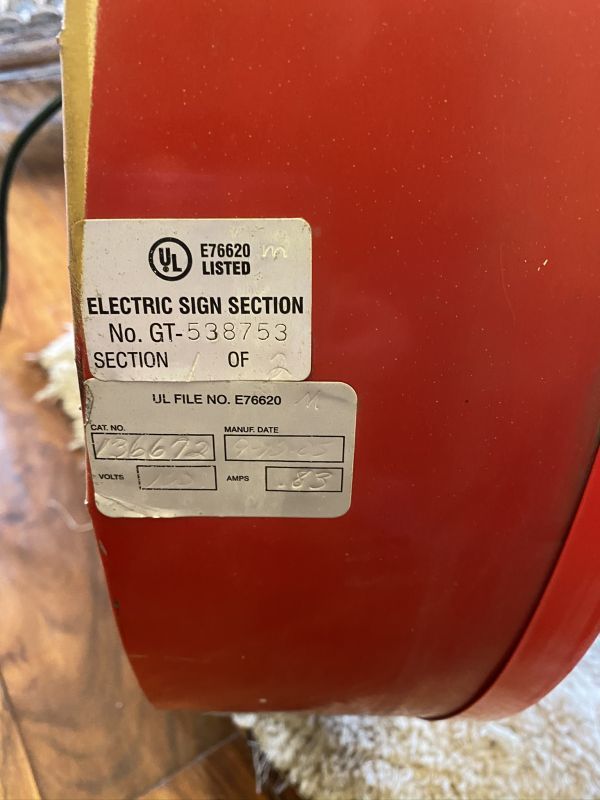 UL E76620 m
LISTED
ELECTRIC SIGN SECTION
No. GT-538753
SECTION 1 OF 2
UL FILE NO. E76620 M
CAT. NO. MANUF. DATE
136672
VOLTS AMPS .83